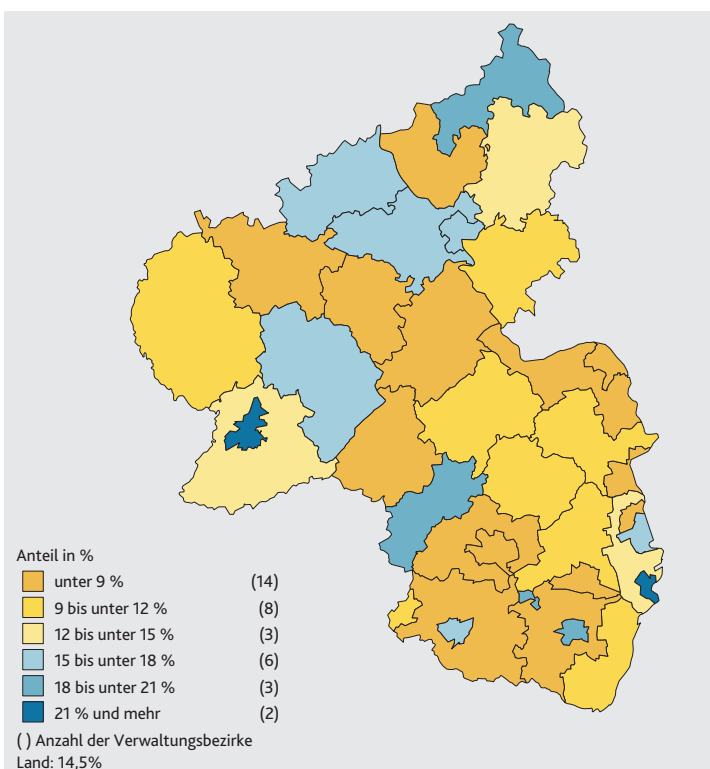 Anteil in %
unter 9 % (14)
9 bis unter 12 % (8)
12 bis unter 15 % (3)
15 bis unter 18 % (6)
18 bis unter 21 % (3)
21 % und mehr (2)
( ) Anzahl der Verwaltungsbezirke
Land: 14,5%